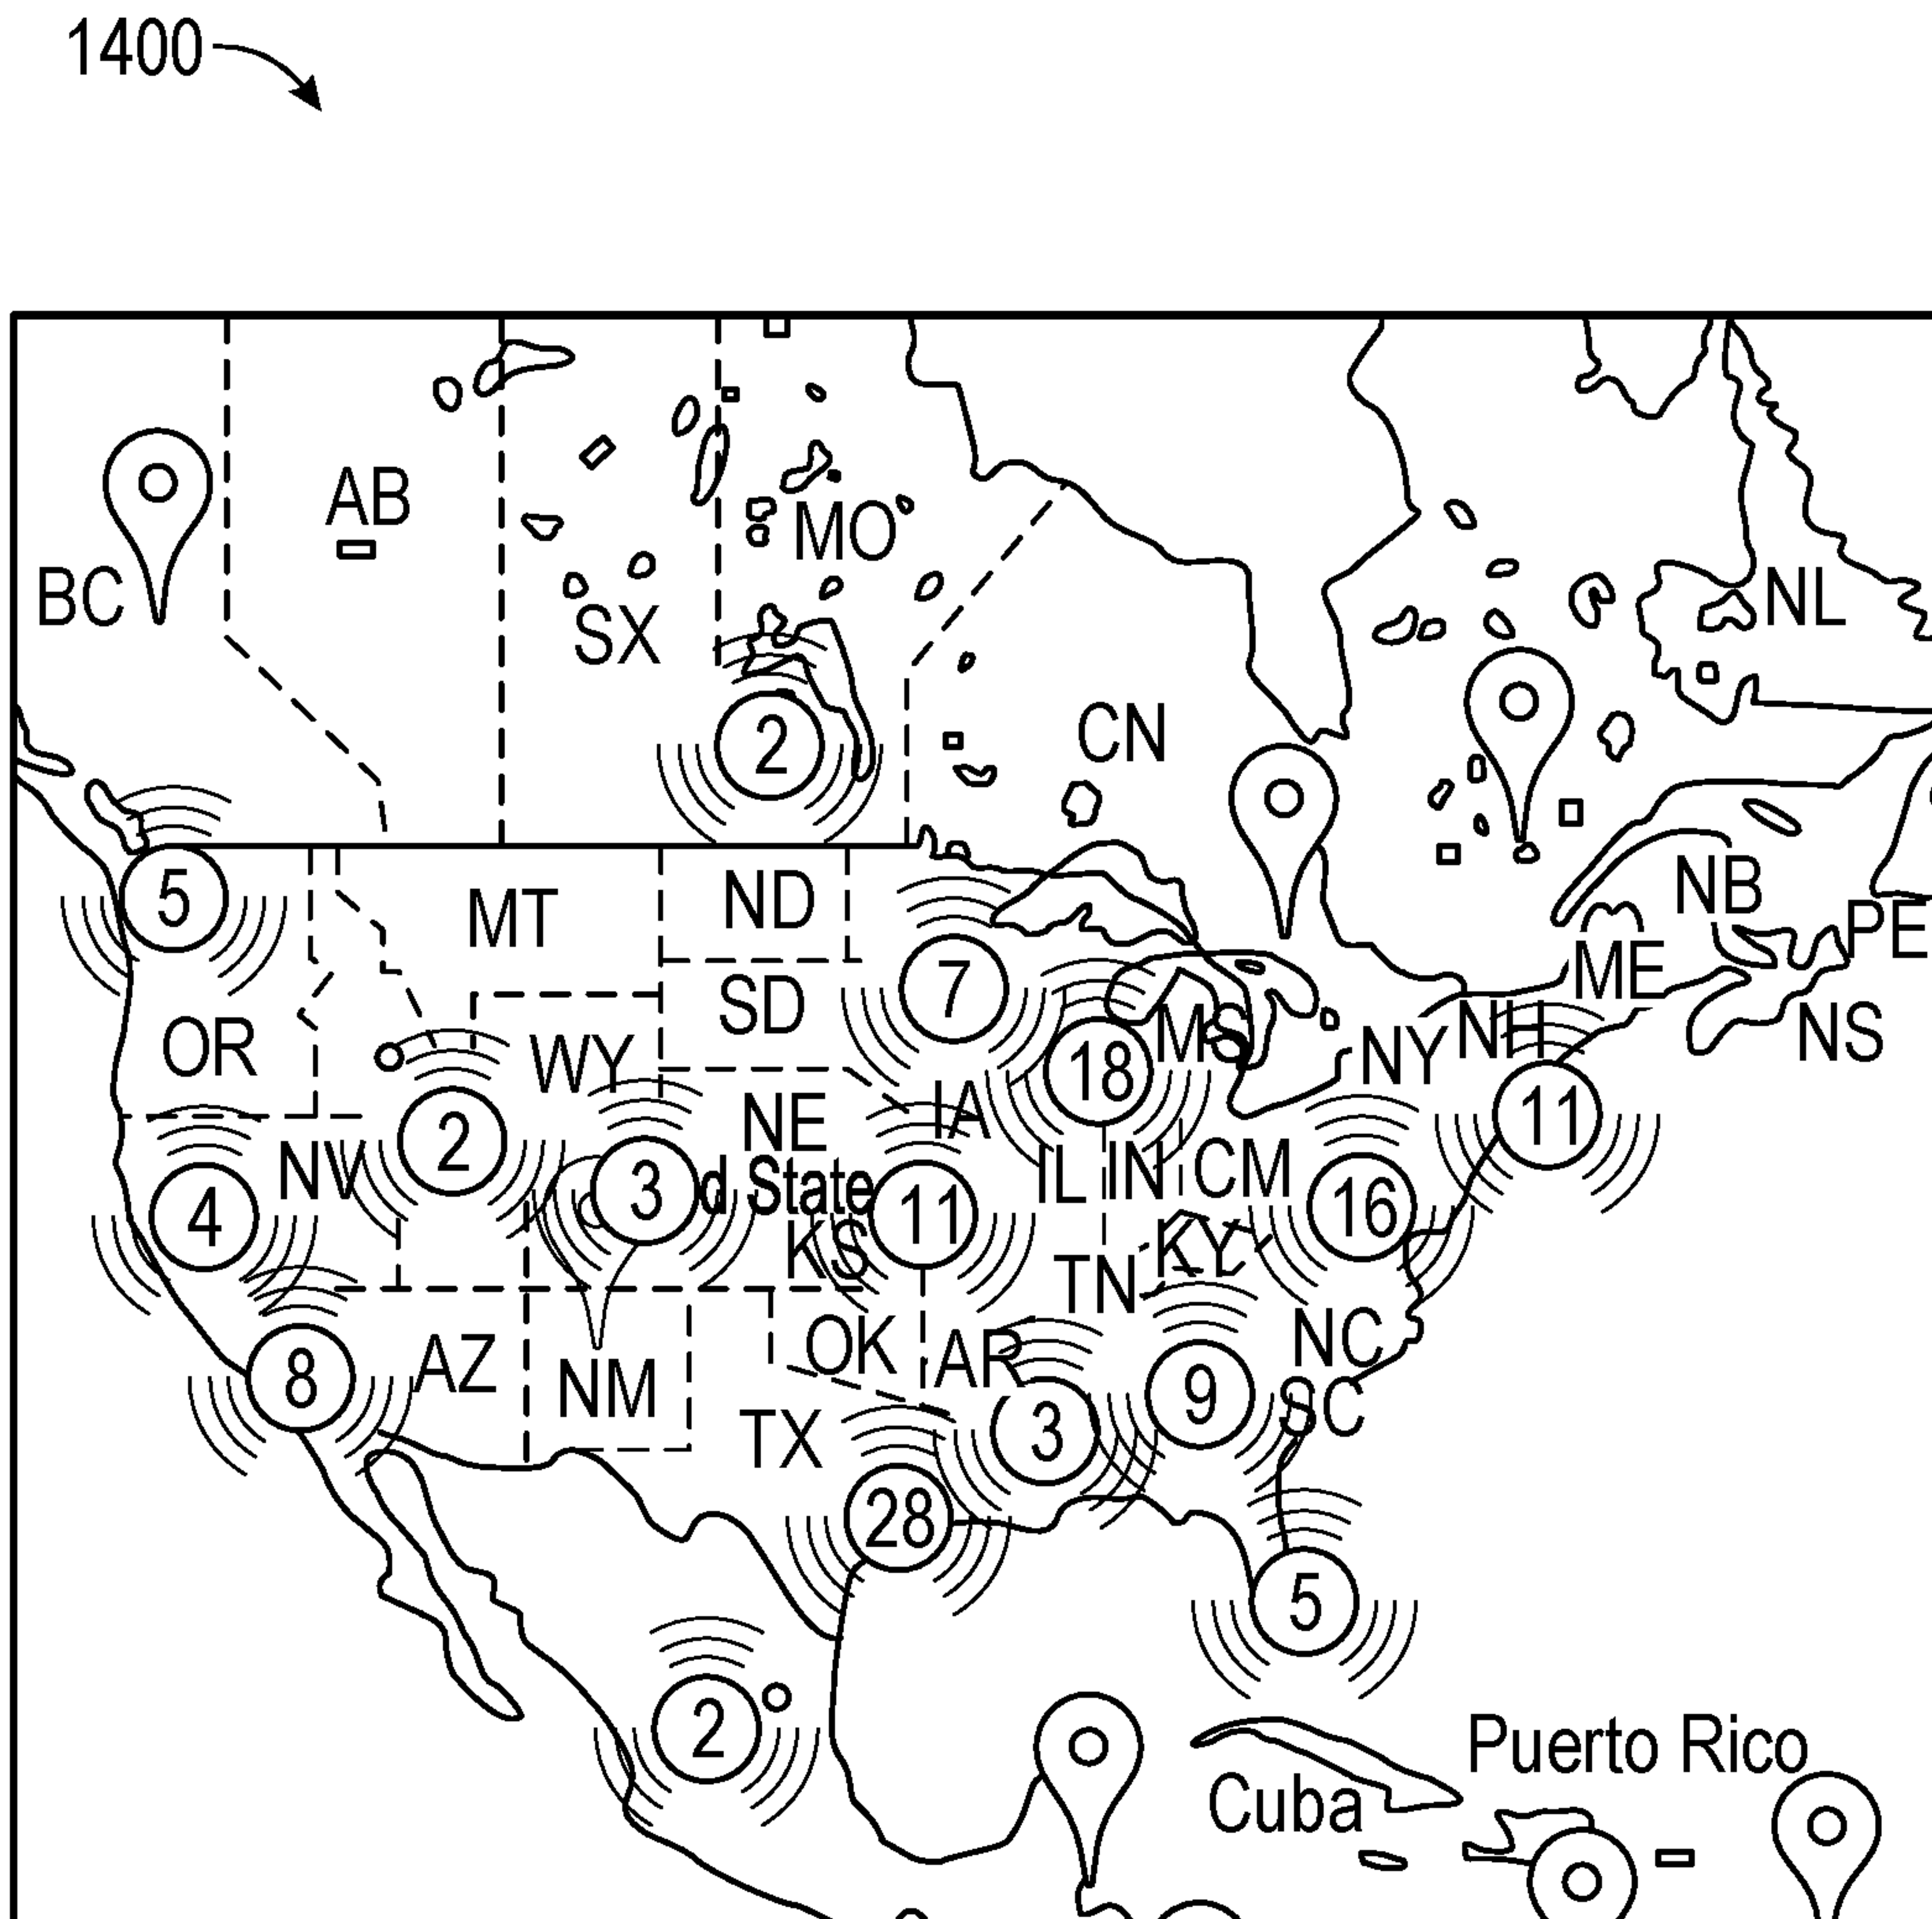 1400
AB
MO
BC
NL
SX
2
CN
5
MT
ND
NB
PE
7
SD
ME
OR
18
MS
NY
NH
NS
WY
2
NE
IA
11
NV
3
d State
11
IL
IN
CM
16
4
KS
TN
KY
8
AZ
NM
OK
AR
NC
9
SC
TX
3
28
5
2
Puerto Rico
Cuba